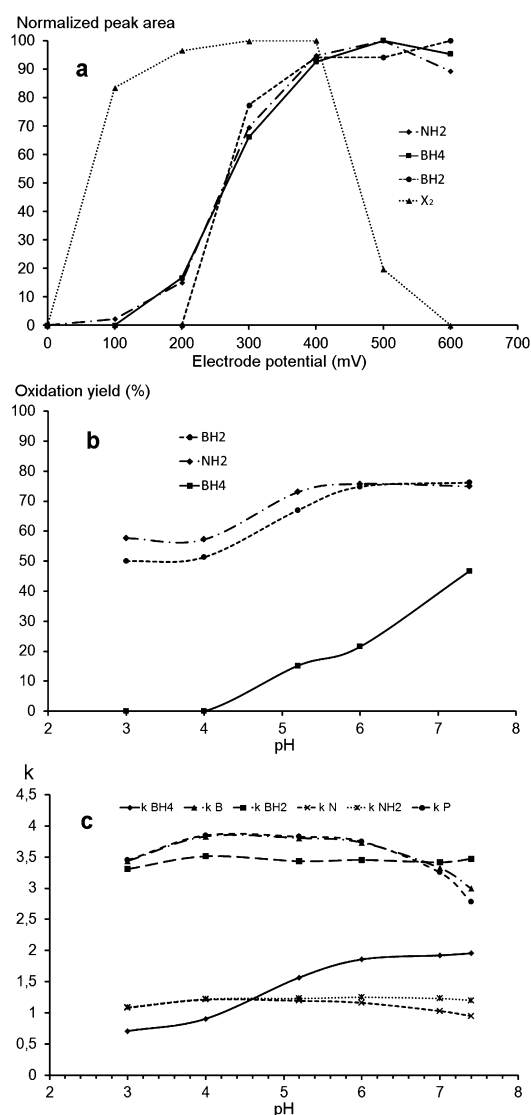 Normalized peak area
100
90
80
70
60
50
40
30
20
10
0
a
NH2
BH4
BH2
X₂
0 100 200 300 400 500 600 700
Electrode potential (mV)
Oxidation yield (%)
100
90
80
70
60
50
40
30
20
10
0
b
BH2
NH2
BH4
2 3 4 5 6 7 8
pH
k
4,5
4
3,5
3
2,5
2
1,5
1
0,5
0
c
k BH4 k B k BH2 k N k NH2 k P
2 3 4 5 6 7 8
pH